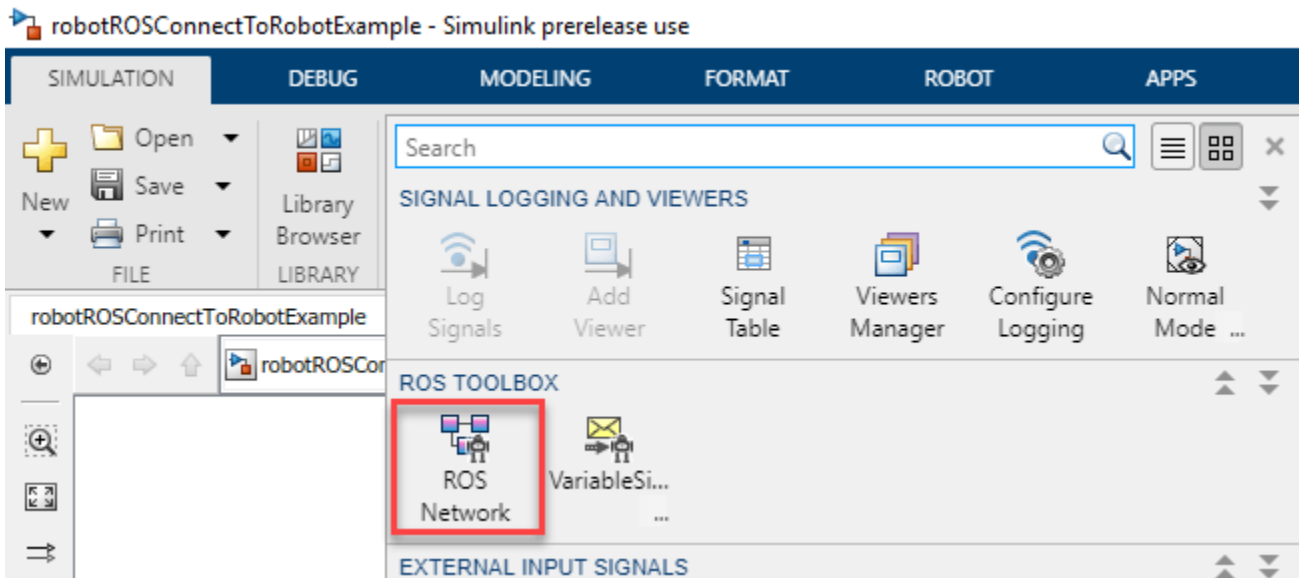 robotROSConnectToRobotExample - Simulink prerelease use
SIMULATION DEBUG MODELING FORMAT ROBOT APPS
New
Open
Save
Print
FILE
Library
Browser
LIBRARY
Search
SIGNAL LOGGING AND VIEWERS
Log
Signals
Add
Viewer
Signal
Table
Viewers
Manager
Configure
Logging
Normal
Mode ...
robotROSConnectToRobotExample
robotROSCor
ROS TOOLBOX
ROS
Network
VariableSi...
...
EXTERNAL INPUT SIGNALS